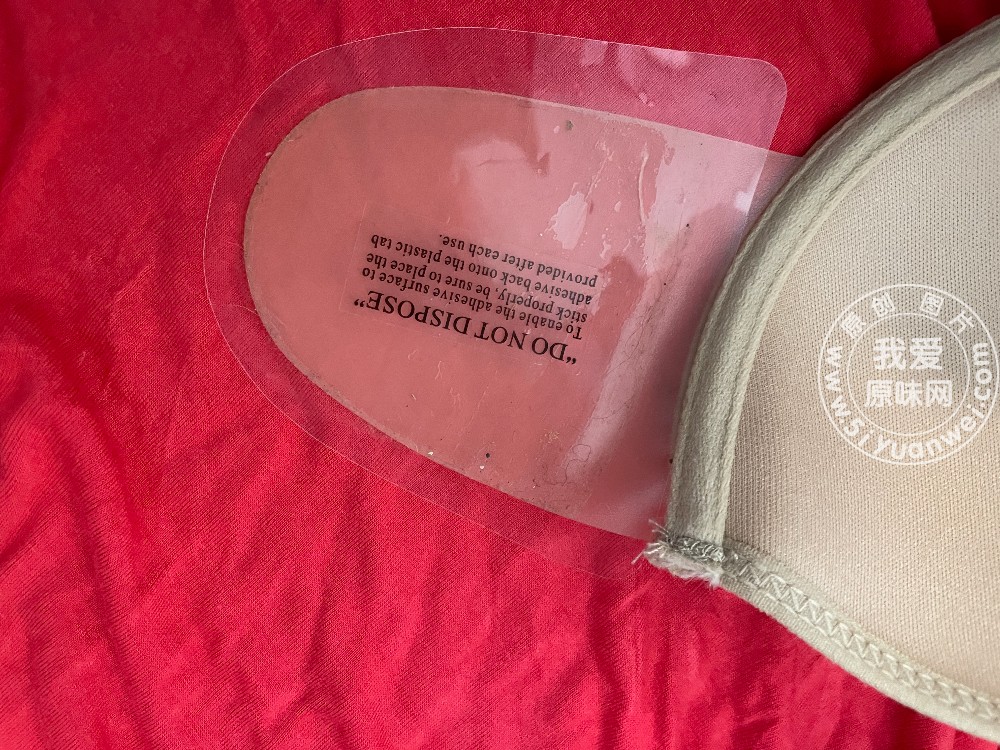 “DO NOT DISPOSE”
To enable the adhesive surface to
stick properly, be sure to place the
adhesive back onto the plastic tab
provided after each use.
原创图片
我爱
原味网
www.51Yuanwei.com